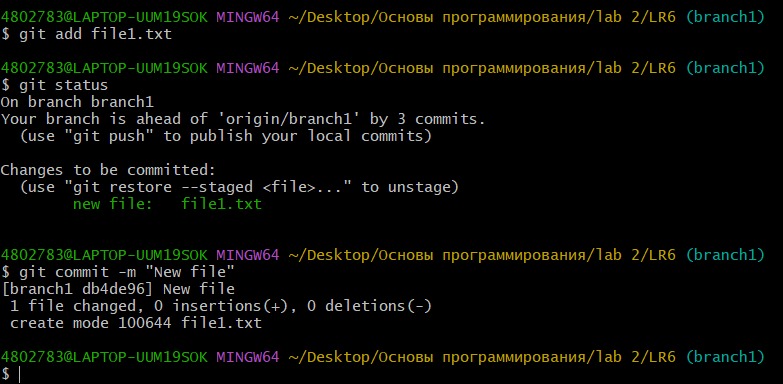 4802783@LAPTOP-UUM19SOK MINGW64 ~/Desktop/Основы программирования/lab 2/LR6 (branch1)
$ git add file1.txt
4802783@LAPTOP-UUM19SOK MINGW64 ~/Desktop/Основы программирования/lab 2/LR6 (branch1)
$ git status
On branch branch1
Your branch is ahead of 'origin/branch1' by 3 commits.
  (use "git push" to publish your local commits)
Changes to be committed:
  (use "git restore --staged <file>..." to unstage)
        new file:   file1.txt
4802783@LAPTOP-UUM19SOK MINGW64 ~/Desktop/Основы программирования/lab 2/LR6 (branch1)
$ git commit -m "New file"
[branch1 db4de96] New file
 1 file changed, 0 insertions(+), 0 deletions(-)
 create mode 100644 file1.txt
4802783@LAPTOP-UUM19SOK MINGW64 ~/Desktop/Основы программирования/lab 2/LR6 (branch1)
$